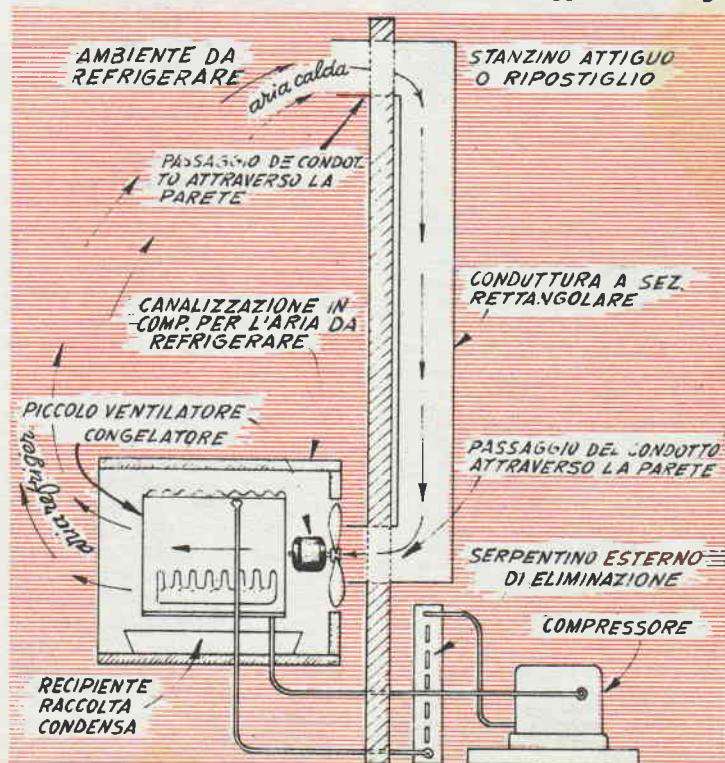 AMBIENTE DA
REFRIGERARE
aria calda
STANZINO ATTIGUO
O RIPOSTIGLIO
PASSAGGIO DE CONDOT-
TO ATTRAVERSO LA
PARETE
CONDUTTURA A SEZ.
RETTANGOLARE
CANALIZZAZIONE IN
COMP. PER L'ARIA DA
REFRIGERARE
PICCOLO VENTILATORE
CONGELATORE
aria refriger.
PASSAGGIO DEL CONDOTTO
ATTRAVERSO LA PARETE
SERPENTINO ESTERNO
DI ELIMINAZIONE
COMPRESSORE
RECIPIENTE
RACCOLTA
CONDENSA